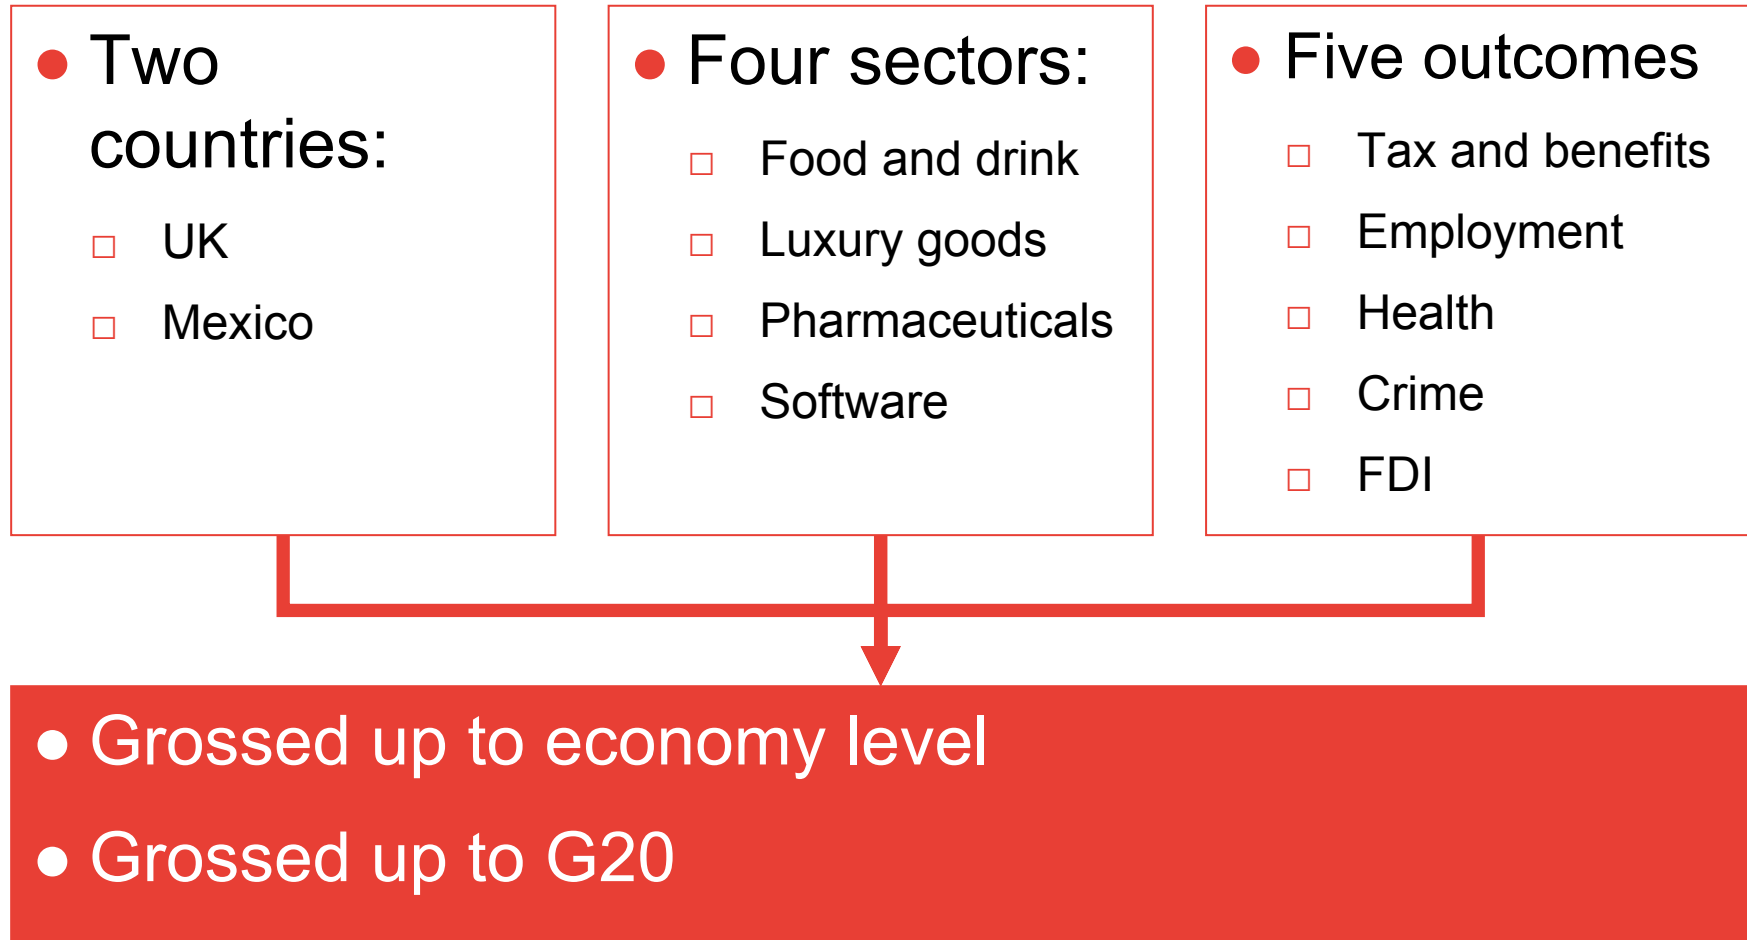 Two
countries:
UK
Mexico
Four sectors:
Food and drink
Luxury goods
Pharmaceuticals
Software
Five outcomes
Tax and benefits
Employment
Health
Crime
FDI
Grossed up to economy level
Grossed up to G20